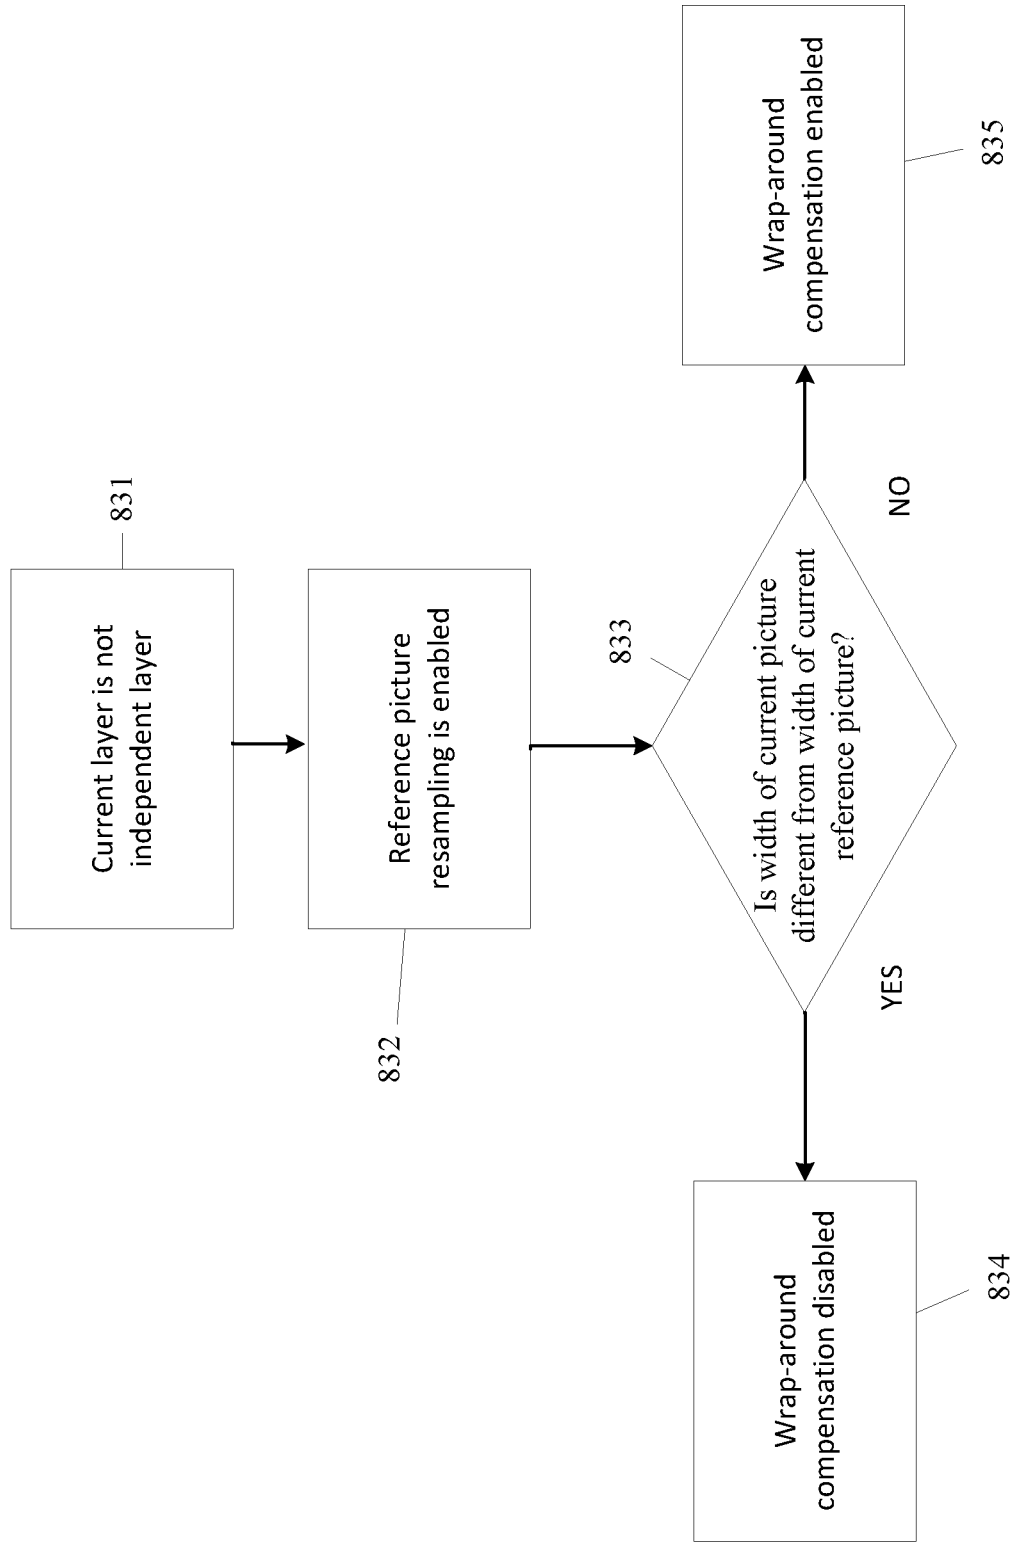 Current layer is not
independent layer
831
Reference picture
resampling is enabled
832
833
Is width of current picture
different from width of current
reference picture?
YES
NO
Wrap-around
compensation disabled
834
Wrap-around
compensation enabled
835